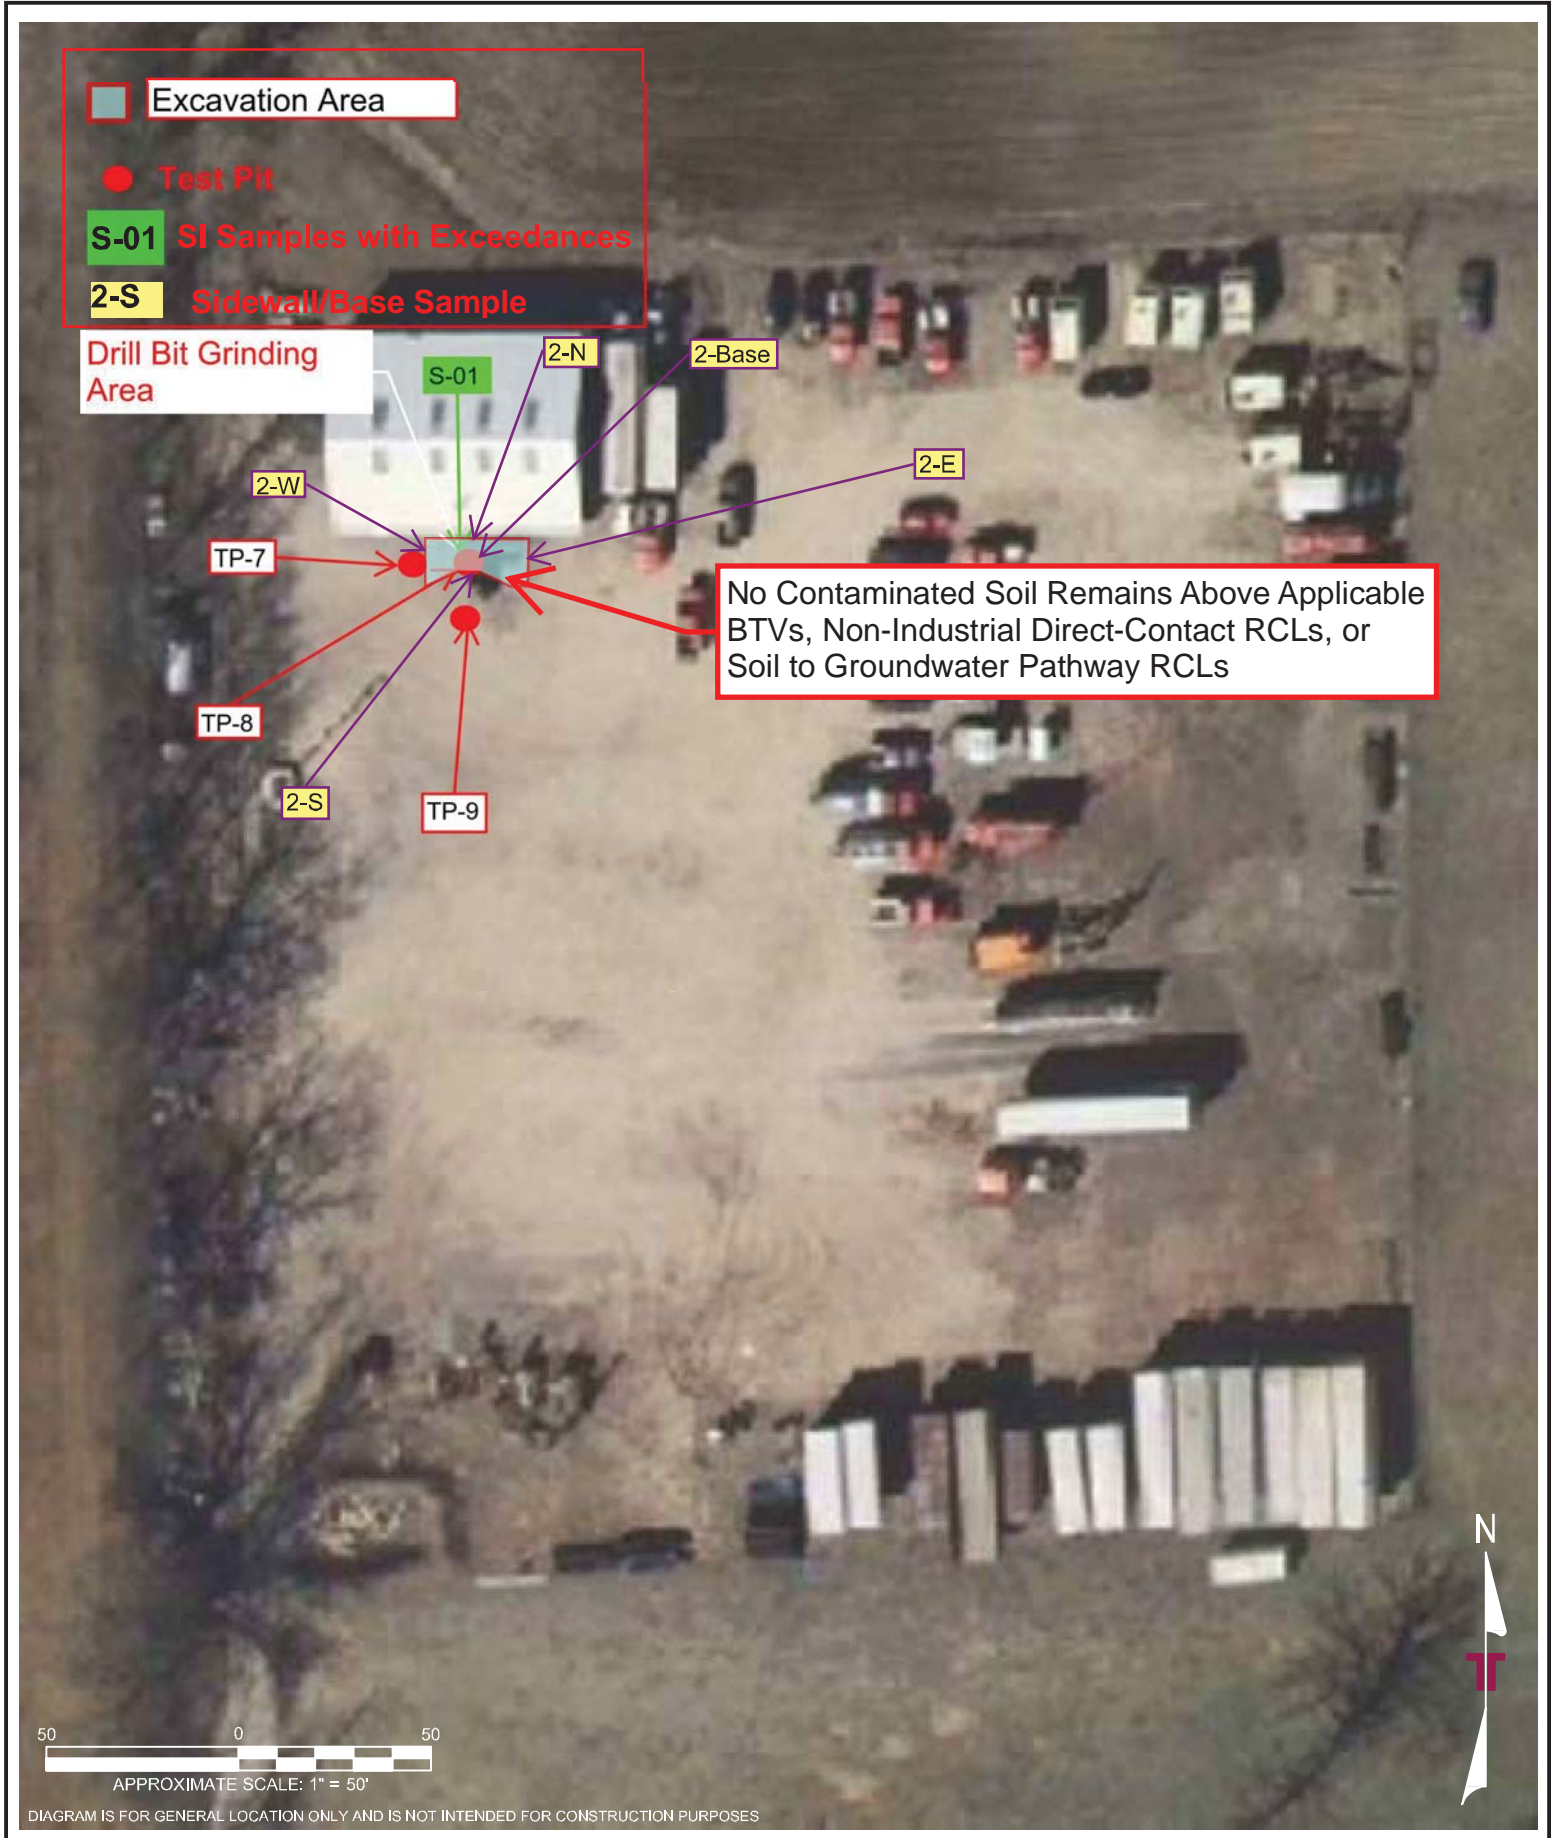 Excavation Area
Test Pit
S-01 SI Samples with Exceedances
2-S Sidewall/Base Sample
Drill Bit Grinding
Area
S-01
2-N
2-Base
2-W
2-E
TP-7
No Contaminated Soil Remains Above Applicable
BTVs, Non-Industrial Direct-Contact RCLs, or
Soil to Groundwater Pathway RCLs
TP-8
2-S
TP-9
N
50 0 50
APPROXIMATE SCALE: 1" = 50'
DIAGRAM IS FOR GENERAL LOCATION ONLY AND IS NOT INTENDED FOR CONSTRUCTION PURPOSES